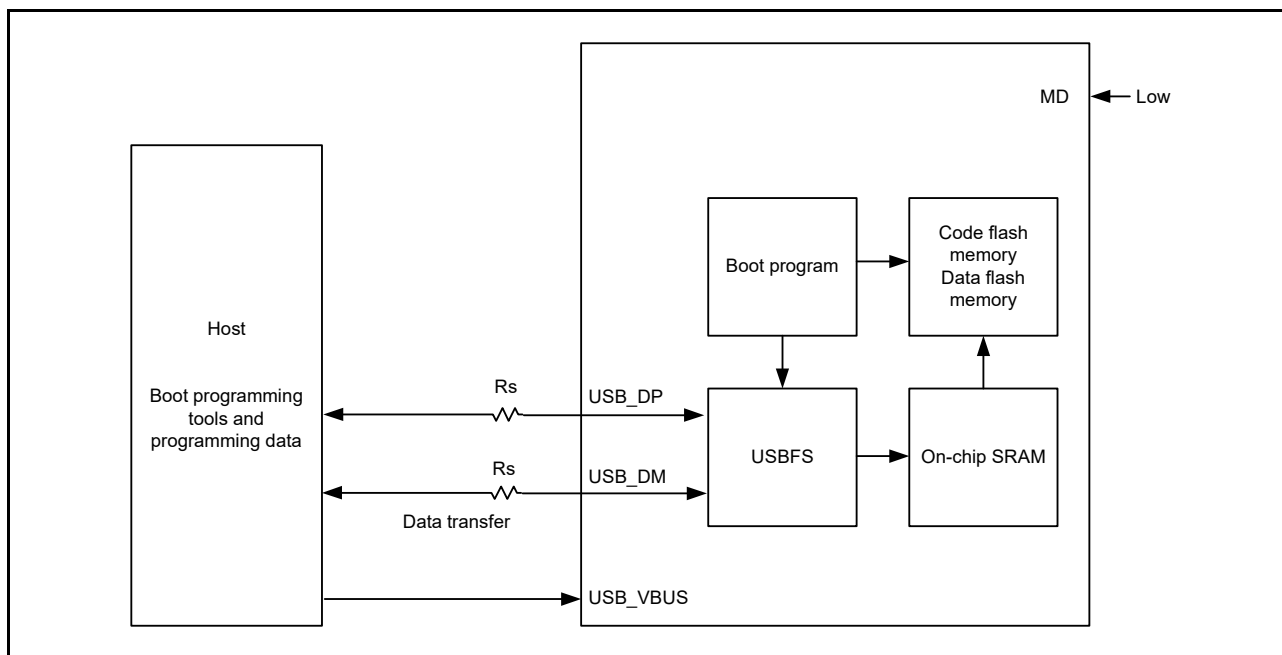 MD
Low
Host
Boot programming
tools and
programming data
Boot program
Code flash
memory
Data flash
memory
Rs
USB_DP
USBFS
On-chip SRAM
Rs
USB_DM
Data transfer
USB_VBUS